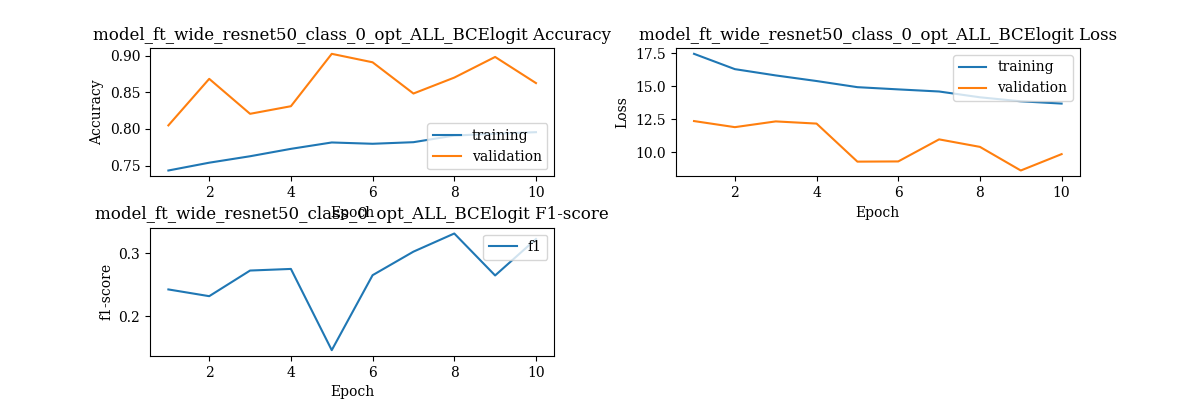 model_ft_wide_resnet50_class_0_opt_ALL_BCElogit Accuracy
0.90
0.85
0.80
0.75
Accuracy
training
validation
2 4 6 8 10
Epoch
model_ft_wide_resnet50_class_0_opt_ALL_BCElogit Loss
17.5
15.0
12.5
10.0
Loss
training
validation
2 4 6 8 10
Epoch
model_ft_wide_resnet50_class_0_opt_ALL_BCElogit F1-score
0.3
0.2
f1-score
f1
2 4 6 8 10
Epoch